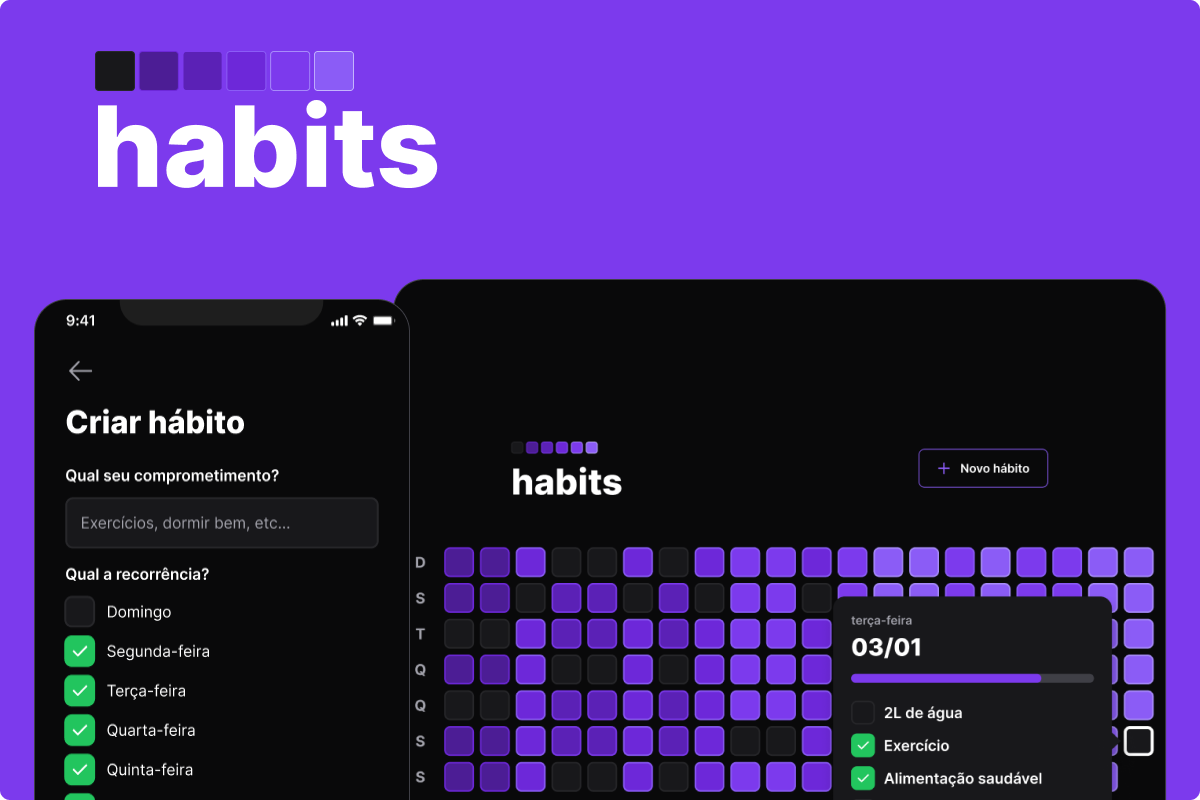 habits
9:41
Criar hábito
Qual seu comprometimento?
Exercícios, dormir bem, etc...
Qual a recorrência?
Domingo
Segunda-feira
Terça-feira
Quarta-feira
Quinta-feira
habits
+ Novo hábito
D
S
T
Q
Q
S
S
terça-feira
03/01
2L de água
Exercício
Alimentação saudável